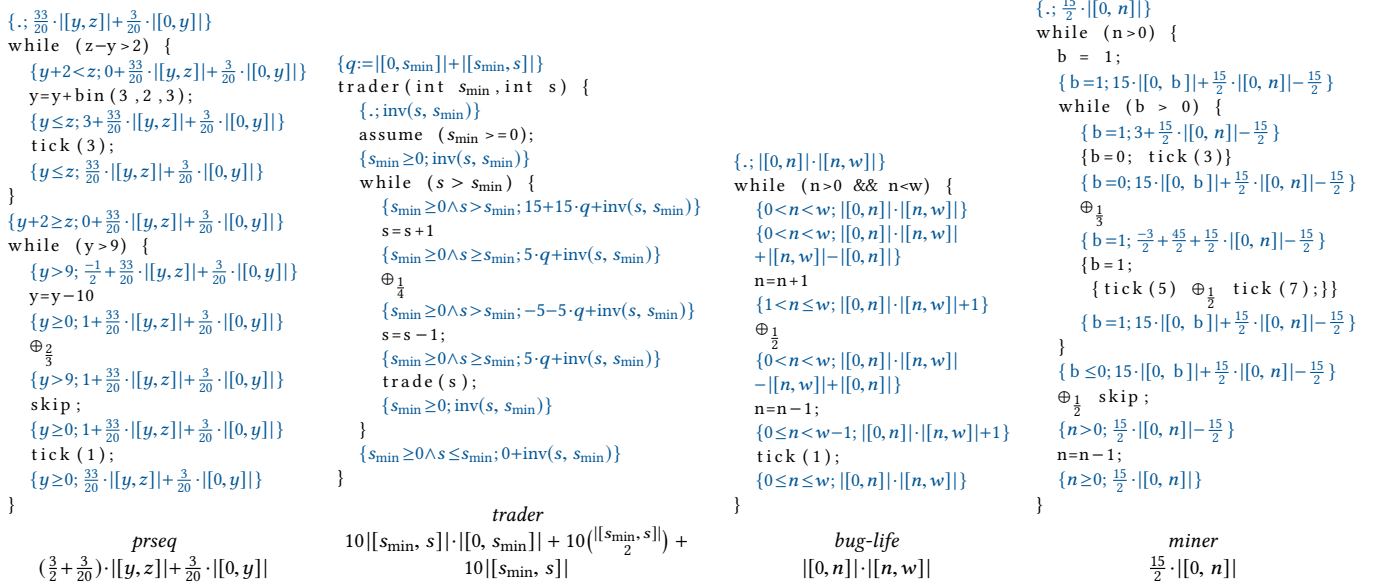 {.; 33/20·|[y, z]|+3/20·|[0, y]|}
while (z−y>2) {
{y+2<z; 0+33/20·|[y, z]|+3/20·|[0, y]|}
y=y+bin(3,2,3);
{y≤z; 3+33/20·|[y, z]|+3/20·|[0, y]|}
tick(3);
{y≤z; 33/20·|[y, z]|+3/20·|[0, y]|}
}
{y+2≥z; 0+33/20·|[y, z]|+3/20·|[0, y]|}
while (y>9) {
{y>9; −1/2+33/20·|[y, z]|+3/20·|[0, y]|}
y=y−10
{y≥0; 1+33/20·|[y, z]|+3/20·|[0, y]|}
⊕2/3
{y>9; 1+33/20·|[y, z]|+3/20·|[0, y]|}
skip;
{y≥0; 1+33/20·|[y, z]|+3/20·|[0, y]|}
tick(1);
{y≥0; 33/20·|[y, z]|+3/20·|[0, y]|}
}
prseq
(3/2+3/20)·|[y, z]|+3/20·|[0, y]|
{q:=|[0, smin]|+|[smin, s]|}
trader(int smin,int s) {
{.; inv(s, smin)}
assume (smin >=0);
{smin≥0; inv(s, smin)}
while (s > smin) {
{smin≥0∧s>smin; 15+15·q+inv(s, smin)}
s=s+1
{smin≥0∧s≥smin; 5·q+inv(s, smin)}
⊕1/4
{smin≥0∧s>smin; −5−5·q+inv(s, smin)}
s=s−1;
{smin≥0∧s≥smin; 5·q+inv(s, smin)}
trade(s);
{smin≥0; inv(s, smin)}
}
{smin≥0∧s≤smin; 0+inv(s, smin)}
}
trader
10|[smin, s]|·|[0, smin]| + 10(|[smin, s]| 2) +
10|[smin, s]|
{.; |[0, n]|·|[n, w]|}
while (n>0 && n<w) {
{0<n<w; |[0, n]|·|[n, w]|}
{0<n<w; |[0, n]|·|[n, w]|
+|[n, w]|−|[0, n]|}
n=n+1
{1<n≤w; |[0, n]|·|[n, w]|+1}
⊕1/2
{0<n<w; |[0, n]|·|[n, w]|
−|[n, w]|+|[0, n]|}
n=n−1;
{0≤n<w−1; |[0, n]|·|[n, w]|+1}
tick(1);
{0≤n≤w; |[0, n]|·|[n, w]|}
}
bug-life
|[0, n]|·|[n, w]|
{.; 15/2·|[0, n]|}
while (n>0) {
b = 1;
{b=1; 15·|[0, b]|+15/2·|[0, n]|−15/2}
while (b > 0) {
{b=1; 3+15/2·|[0, n]|−15/2}
{b=0; tick(3)}
{b=0; 15·|[0, b]|+15/2·|[0, n]|−15/2}
⊕1/3
{b=1; −3/2+45/2+15/2·|[0, n]|−15/2}
{b=1;
{tick(5) ⊕1/2 tick(7);}}
{b=1; 15·|[0, b]|+15/2·|[0, n]|−15/2}
}
{b≤0; 15·|[0, b]|+15/2·|[0, n]|−15/2}
⊕1/2 skip;
{n>0; 15/2·|[0, n]|−15/2}
n=n−1;
{n≥0; 15/2·|[0, n]|}
}
miner
15/2·|[0, n]|